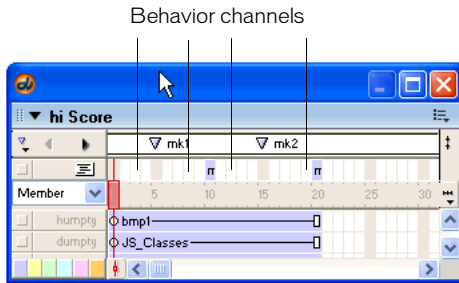 Behavior channels
hi Score
mk1 mk2
Member 5 10 15 20 25 30
humpty bmp1
dumpty JS_Classes